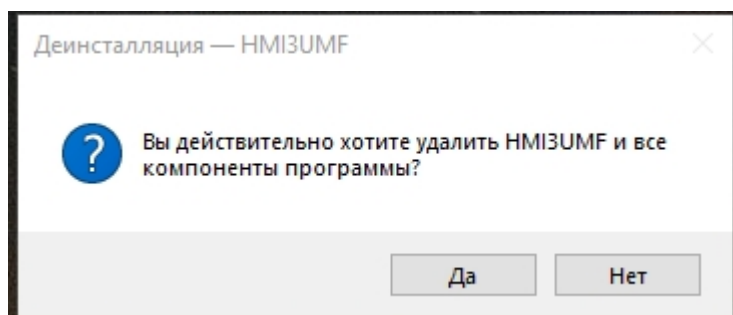 Деинсталляция — HMI3UMF
Вы действительно хотите удалить HMI3UMF и все
компоненты программы?
Да
Нет